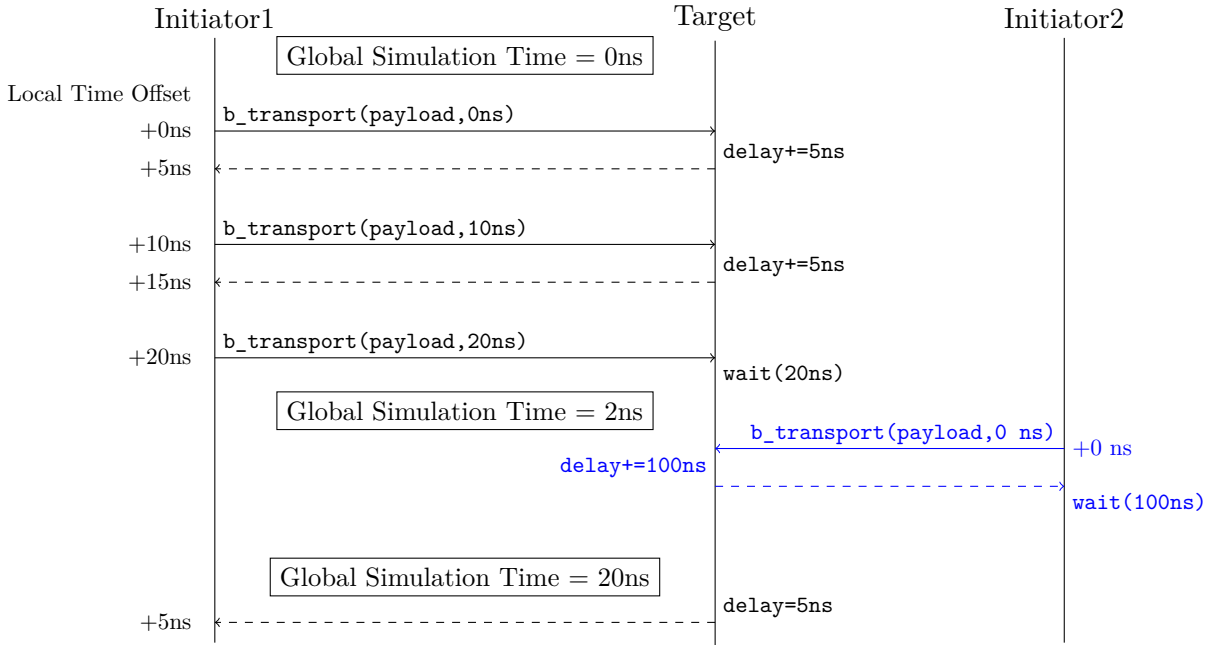 Initiator1
Target
Initiator2
Global Simulation Time = 0ns
Local Time Offset
b_transport(payload,0ns)
+0ns
delay+=5ns
+5ns
b_transport(payload,10ns)
+10ns
delay+=5ns
+15ns
b_transport(payload,20ns)
+20ns
wait(20ns)
Global Simulation Time = 2ns
b_transport(payload,0 ns)
+0 ns
delay+=100ns
wait(100ns)
Global Simulation Time = 20ns
delay=5ns
+5ns